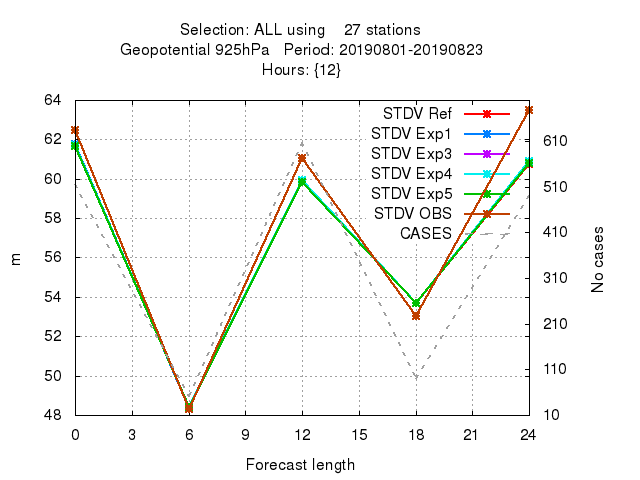 Selection: ALL using    27 stations
Geopotential 925hPa   Period: 20190801-20190823
Hours: {12}
64
62
60
58
56
54
52
50
48
m
STDV Ref
STDV Exp1
STDV Exp3
STDV Exp4
STDV Exp5
STDV OBS
CASES
610
510
410
310
210
110
10
No cases
0 3 6 9 12 15 18 21 24
Forecast length